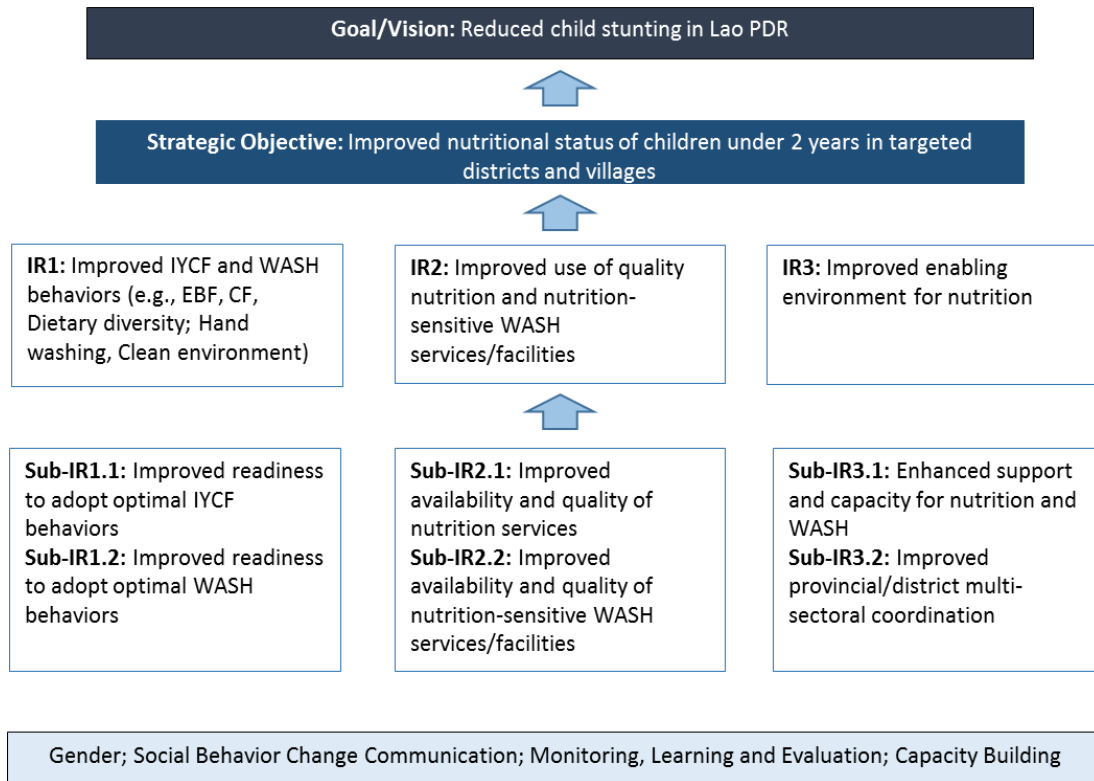 Goal/Vision: Reduced child stunting in Lao PDR
Strategic Objective: Improved nutritional status of children under 2 years in targeted
districts and villages
IR1: Improved IYCF and WASH
behaviors (e.g., EBF, CF,
Dietary diversity; Hand
washing, Clean environment)
IR2: Improved use of quality
nutrition and nutrition-
sensitive WASH
services/facilities
IR3: Improved enabling
environment for nutrition
Sub-IR1.1: Improved readiness
to adopt optimal IYCF
behaviors
Sub-IR1.2: Improved readiness
to adopt optimal WASH
behaviors
Sub-IR2.1: Improved
availability and quality of
nutrition services
Sub-IR2.2: Improved
availability and quality of
nutrition-sensitive WASH
services/facilities
Sub-IR3.1: Enhanced support
and capacity for nutrition and
WASH
Sub-IR3.2: Improved
provincial/district multi-
sectoral coordination
Gender; Social Behavior Change Communication; Monitoring, Learning and Evaluation; Capacity Building